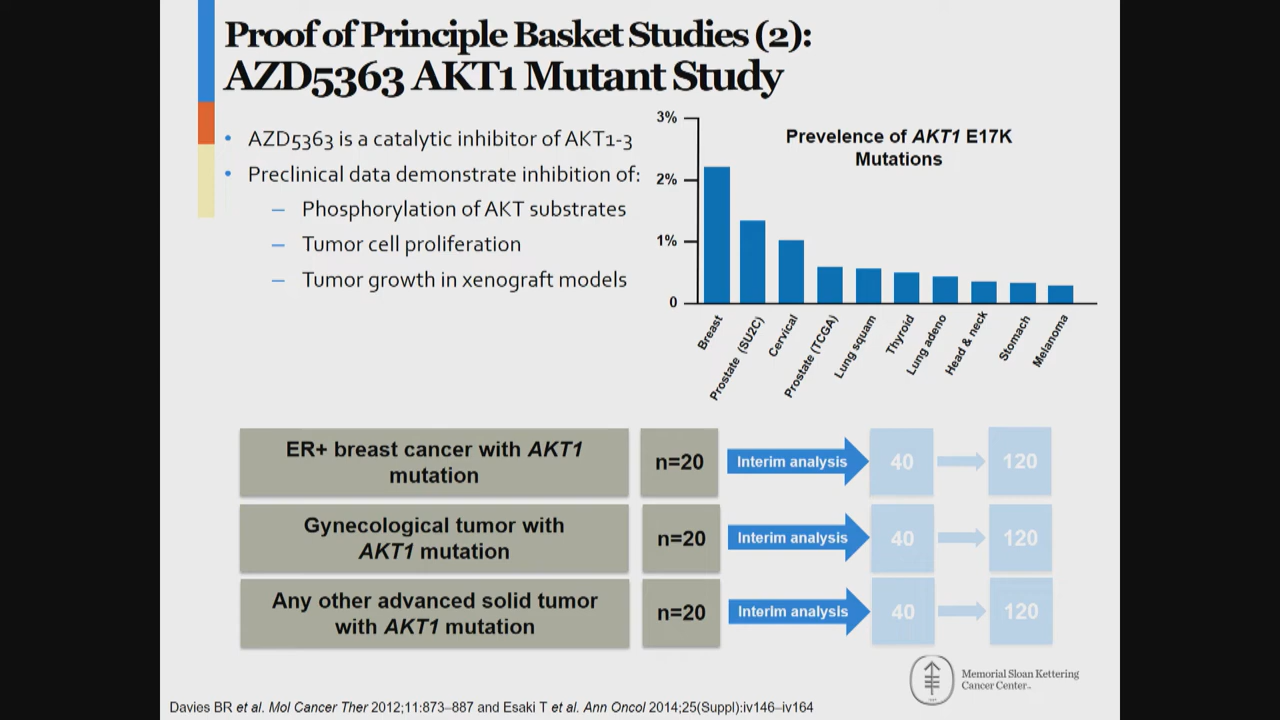 Proof of Principle Basket Studies (2):
AZD5363 AKT1 Mutant Study
• AZD5363 is a catalytic inhibitor of AKT1-3
• Preclinical data demonstrate inhibition of:
– Phosphorylation of AKT substrates
– Tumor cell proliferation
– Tumor growth in xenograft models
Prevelence of AKT1 E17K
Mutations
3%
2%
1%
0
Breast
Prostate (SU2C)
Cervical
Prostate (TCGA)
Lung squam
Thyroid
Lung adeno
Head & neck
Stomach
Melanoma
ER+ breast cancer with AKT1
mutation
n=20
Interim analysis
40
120
Gynecological tumor with
AKT1 mutation
n=20
Interim analysis
40
120
Any other advanced solid tumor
with AKT1 mutation
n=20
Interim analysis
40
120
Memorial Sloan Kettering
Cancer Center
Davies BR et al. Mol Cancer Ther 2012;11:873–887 and Esaki T et al. Ann Oncol 2014;25(Suppl):iv146–iv164